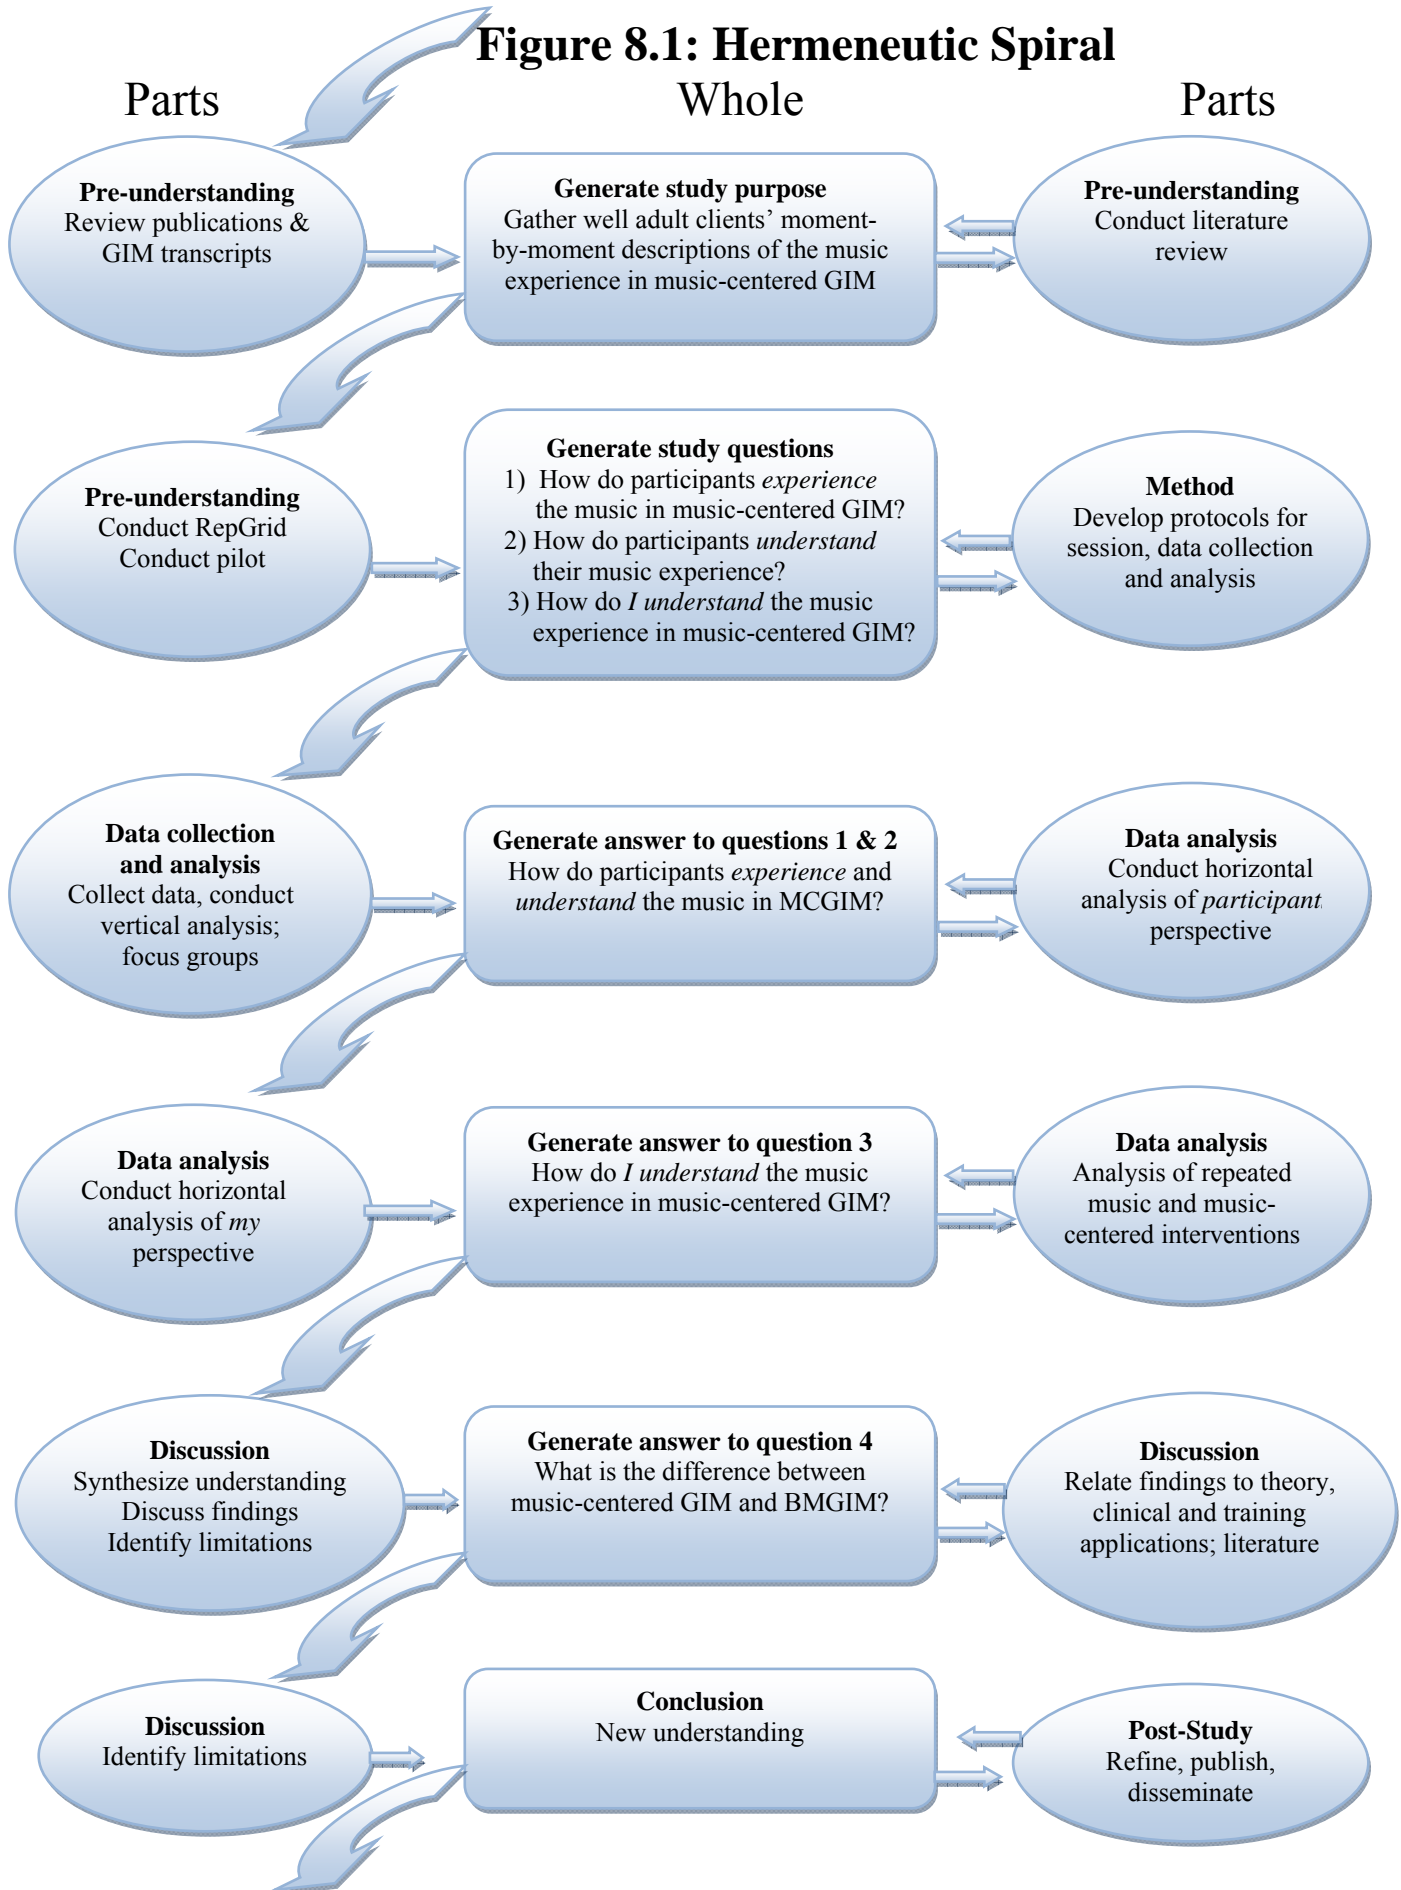 Figure 8.1: Hermeneutic Spiral
Parts
Whole
Parts
Pre-understanding
Review publications &
GIM transcripts
Generate study purpose
Gather well adult clients’ moment-
by-moment descriptions of the music
experience in music-centered GIM
Pre-understanding
Conduct literature
review
Pre-understanding
Conduct RepGrid
Conduct pilot
Generate study questions
1) How do participants experience
the music in music-centered GIM?
2) How do participants understand
their music experience?
3) How do I understand the music
experience in music-centered GIM?
Method
Develop protocols for
session, data collection
and analysis
Data collection
and analysis
Collect data, conduct
vertical analysis;
focus groups
Generate answer to questions 1 & 2
How do participants experience and
understand the music in MCGIM?
Data analysis
Conduct horizontal
analysis of participant
perspective
Data analysis
Conduct horizontal
analysis of my
perspective
Generate answer to question 3
How do I understand the music
experience in music-centered GIM?
Data analysis
Analysis of repeated
music and music-
centered interventions
Discussion
Synthesize understanding
Discuss findings
Identify limitations
Generate answer to question 4
What is the difference between
music-centered GIM and BMGIM?
Discussion
Relate findings to theory,
clinical and training
applications; literature
Discussion
Identify limitations
Conclusion
New understanding
Post-Study
Refine, publish,
disseminate